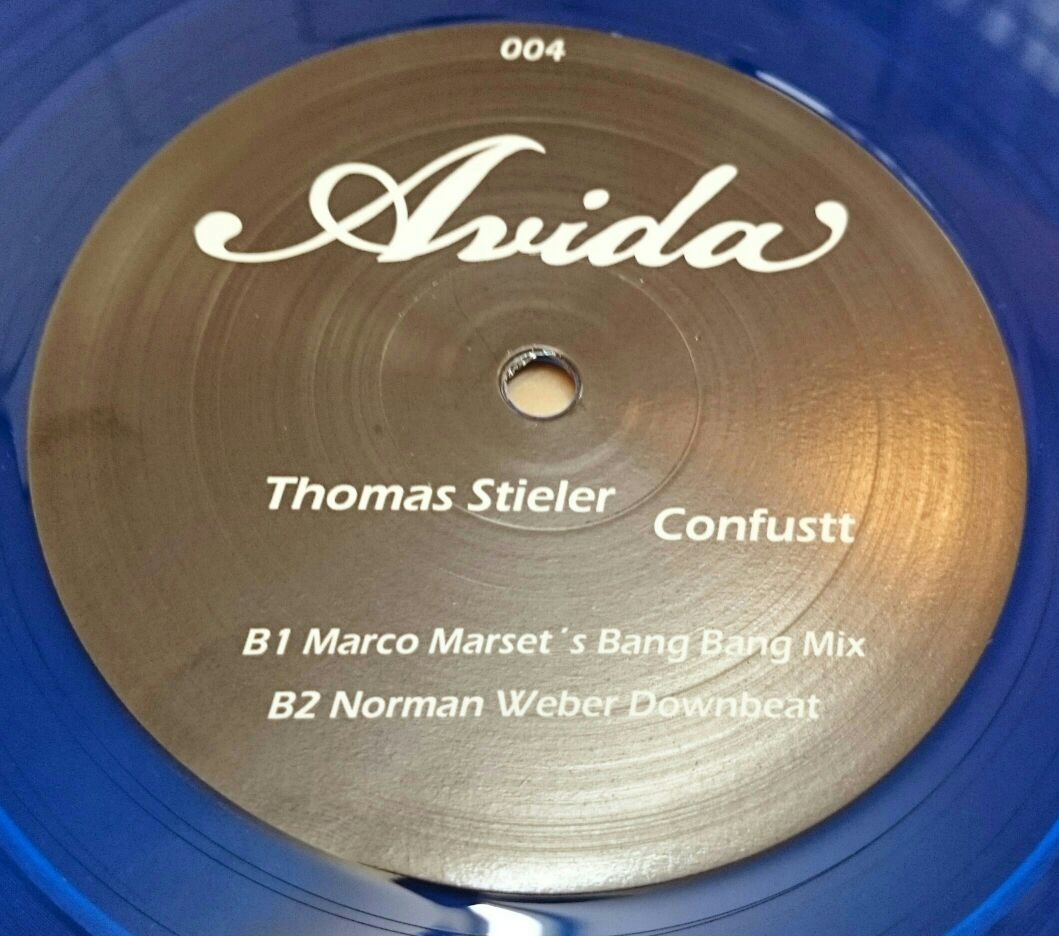 004
Avida
Thomas Stieler
Confustt
B1 Marco Marset´s Bang Bang Mix
B2 Norman Weber Downbeat